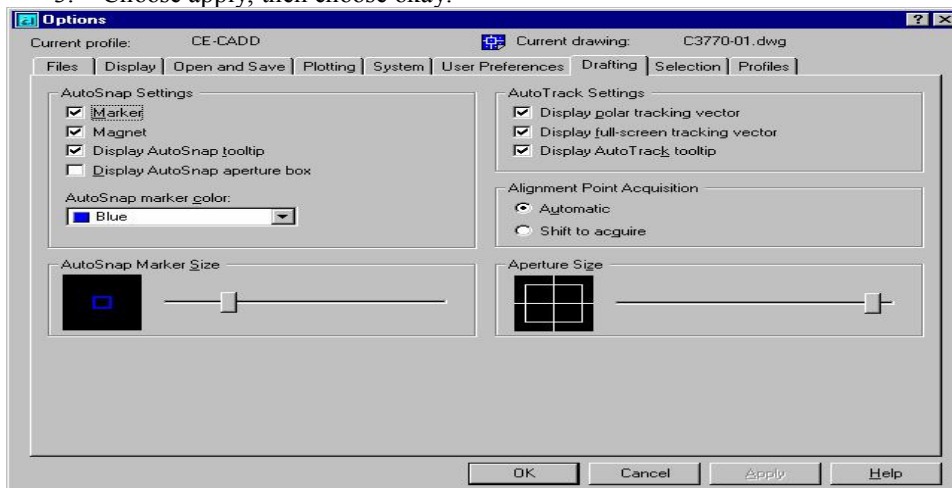 Choose apply, then choose okay.
Options
Current profile: CE-CADD Current drawing: C3770-01.dwg
Files Display Open and Save Plotting System User Preferences Drafting Selection Profiles
AutoSnap Settings
Marker
Magnet
Display AutoSnap tooltip
Display AutoSnap aperture box
AutoSnap marker color:
Blue
AutoTrack Settings
Display polar tracking vector
Display full-screen tracking vector
Display AutoTrack tooltip
Alignment Point Acquisition
Automatic
Shift to acquire
AutoSnap Marker Size
Aperture Size
OK Cancel Apply Help